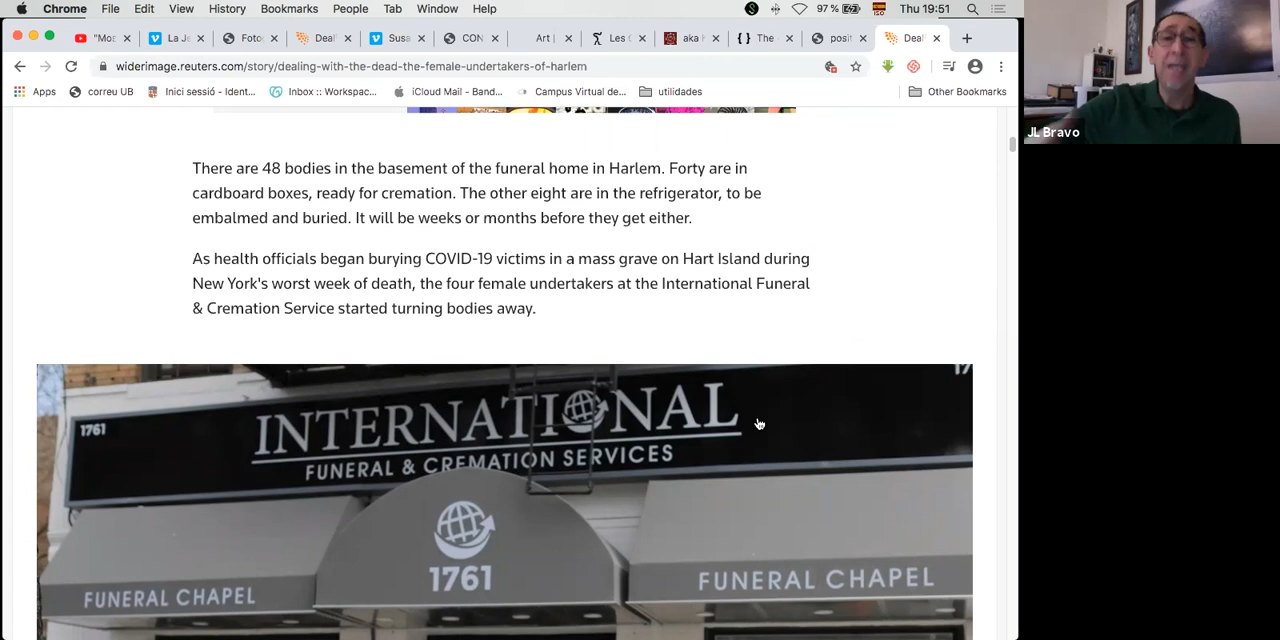 Chrome File Edit View History Bookmarks People Tab Window Help 97% Thu 19:51
"Mo: La Je Foto Deal Susa CON Art | Les aka H The posit Deal
widerimage.reuters.com/story/dealing-with-the-dead-the-female-undertakers-of-harlem
Apps correu UB Inici sessió - Ident... Inbox :: Workspac... iCloud Mail - Band... Campus Virtual de... utilidades Other Bookmarks
JL Bravo
There are 48 bodies in the basement of the funeral home in Harlem. Forty are in
cardboard boxes, ready for cremation. The other eight are in the refrigerator, to be
embalmed and buried. It will be weeks or months before they get either.
As health officials began burying COVID-19 victims in a mass grave on Hart Island during
New York's worst week of death, the four female undertakers at the International Funeral
& Cremation Service started turning bodies away.
1761
INTERNATIONAL
17
FUNERAL & CREMATION SERVICES
1761
FUNERAL CHAPEL
FUNERAL CHAPEL